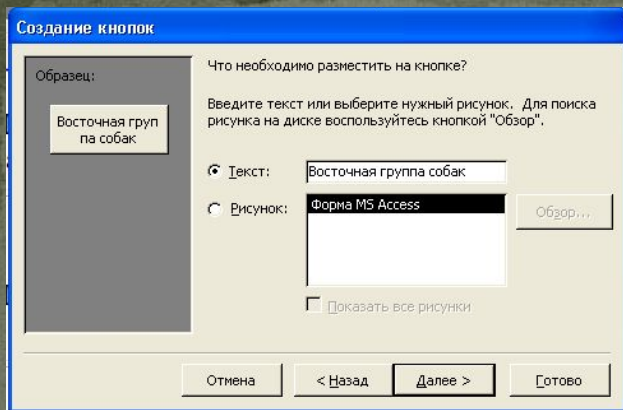 Создание кнопок
Образец:
Восточная груп
па собак
Что необходимо разместить на кнопке?
Введите текст или выберите нужный рисунок. Для поиска
рисунка на диске воспользуйтесь кнопкой "Обзор".
Текст:
Восточная группа собак
Рисунок:
Форма MS Access
Обзор...
Показать все рисунки
Отмена
< Назад
Далее >
Готово